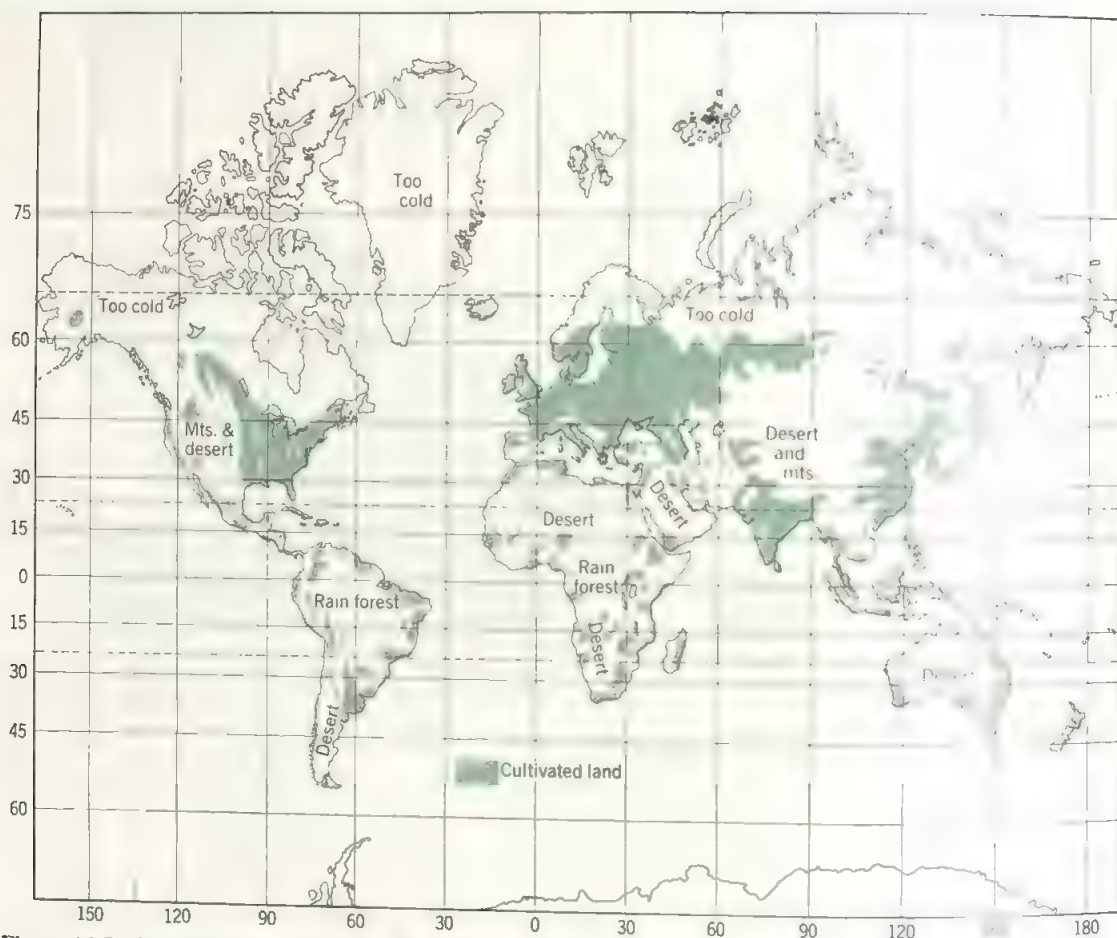 Too
cold
75
Too cold
Too cold
60
45
Mts. &
desert
Desert
and
mts
30
Desert
Desert
15
Rain
forest
0
Rain forest
15
Desert
30
Desert
45
Cultivated land
60
150 120 90 60 30 0 30 60 90 120 150 180